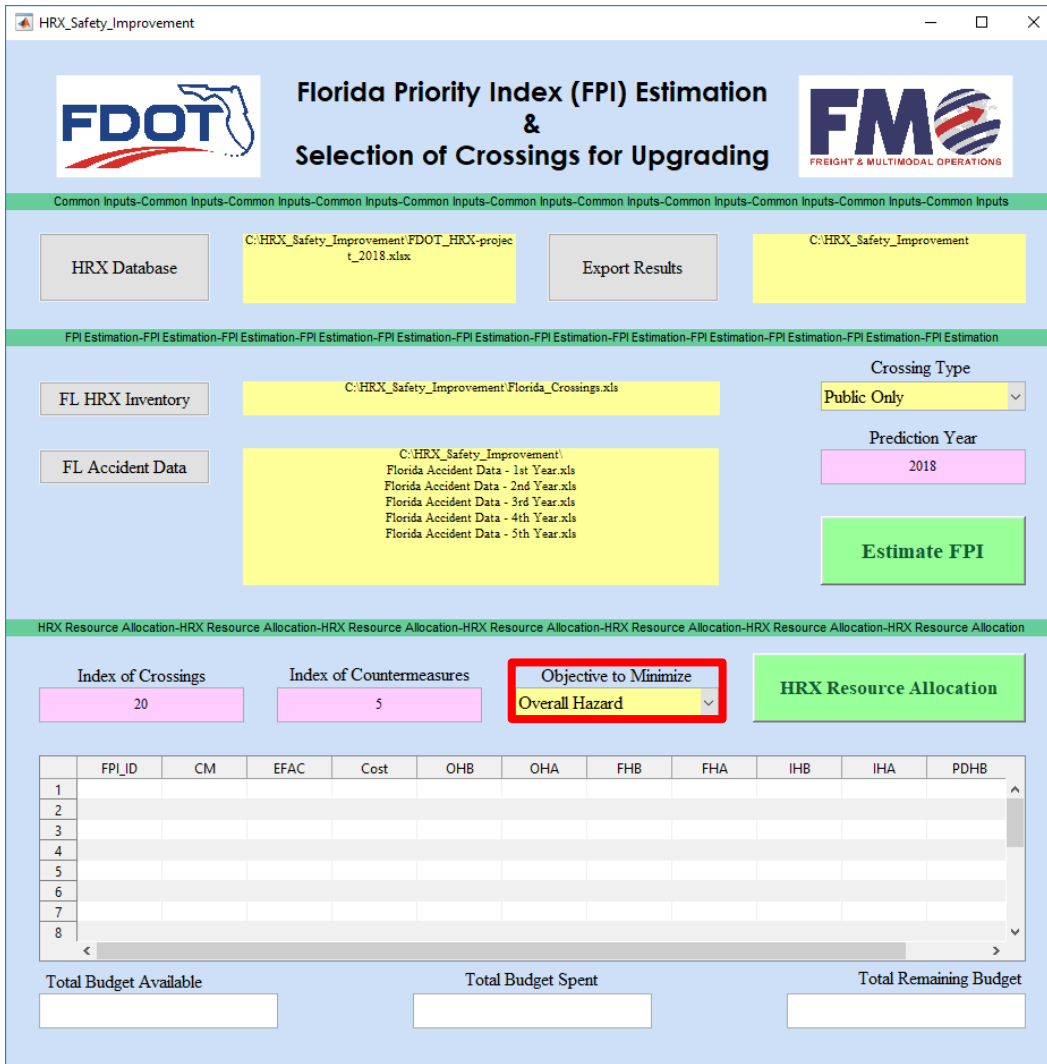 HRX_Safety_Improvement
FDOT
Florida Priority Index (FPI) Estimation
&
Selection of Crossings for Upgrading
FMO
FREIGHT & MULTIMODAL OPERATIONS
Common Inputs-Common Inputs-Common Inputs-Common Inputs-Common Inputs-Common Inputs-Common Inputs-Common Inputs-Common Inputs-Common Inputs-Common Inputs
HRX Database
C:\HRX_Safety_Improvement\FDOT_HRX-projec
t_2018.xlsx
Export Results
C:\HRX_Safety_Improvement
FPI Estimation-FPI Estimation-FPI Estimation-FPI Estimation-FPI Estimation-FPI Estimation-FPI Estimation-FPI Estimation-FPI Estimation-FPI Estimation-FPI Estimation-FPI Estimation-FPI Estimation
FL HRX Inventory
C:\HRX_Safety_Improvement\Florida_Crossings.xls
Crossing Type
Public Only
FL Accident Data
C:\HRX_Safety_Improvement\
Florida Accident Data - 1st Year.xls
Florida Accident Data - 2nd Year.xls
Florida Accident Data - 3rd Year.xls
Florida Accident Data - 4th Year.xls
Florida Accident Data - 5th Year.xls
Prediction Year
2018
Estimate FPI
HRX Resource Allocation-HRX Resource Allocation-HRX Resource Allocation-HRX Resource Allocation-HRX Resource Allocation-HRX Resource Allocation-HRX Resource Allocation
Index of Crossings
20
Index of Countermeasures
5
Objective to Minimize
Overall Hazard
HRX Resource Allocation
FPI_ID CM EFAC Cost OHB OHA FHB FHA IHB IHA PDHB
1
2
3
4
5
6
7
8
Total Budget Available Total Budget Spent Total Remaining Budget